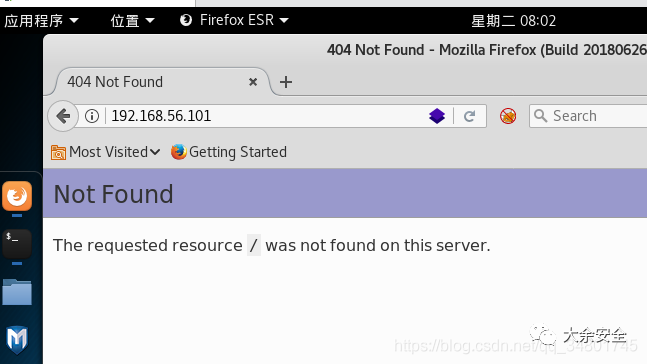 应用程序 位置 Firefox ESR 星期二 08:02
404 Not Found - Mozilla Firefox (Build 20180626
404 Not Found
192.168.56.101 Search
Most Visited Getting Started
Not Found
The requested resource / was not found on this server.
大余安全
https://blog.csdn.net/qq_34801745